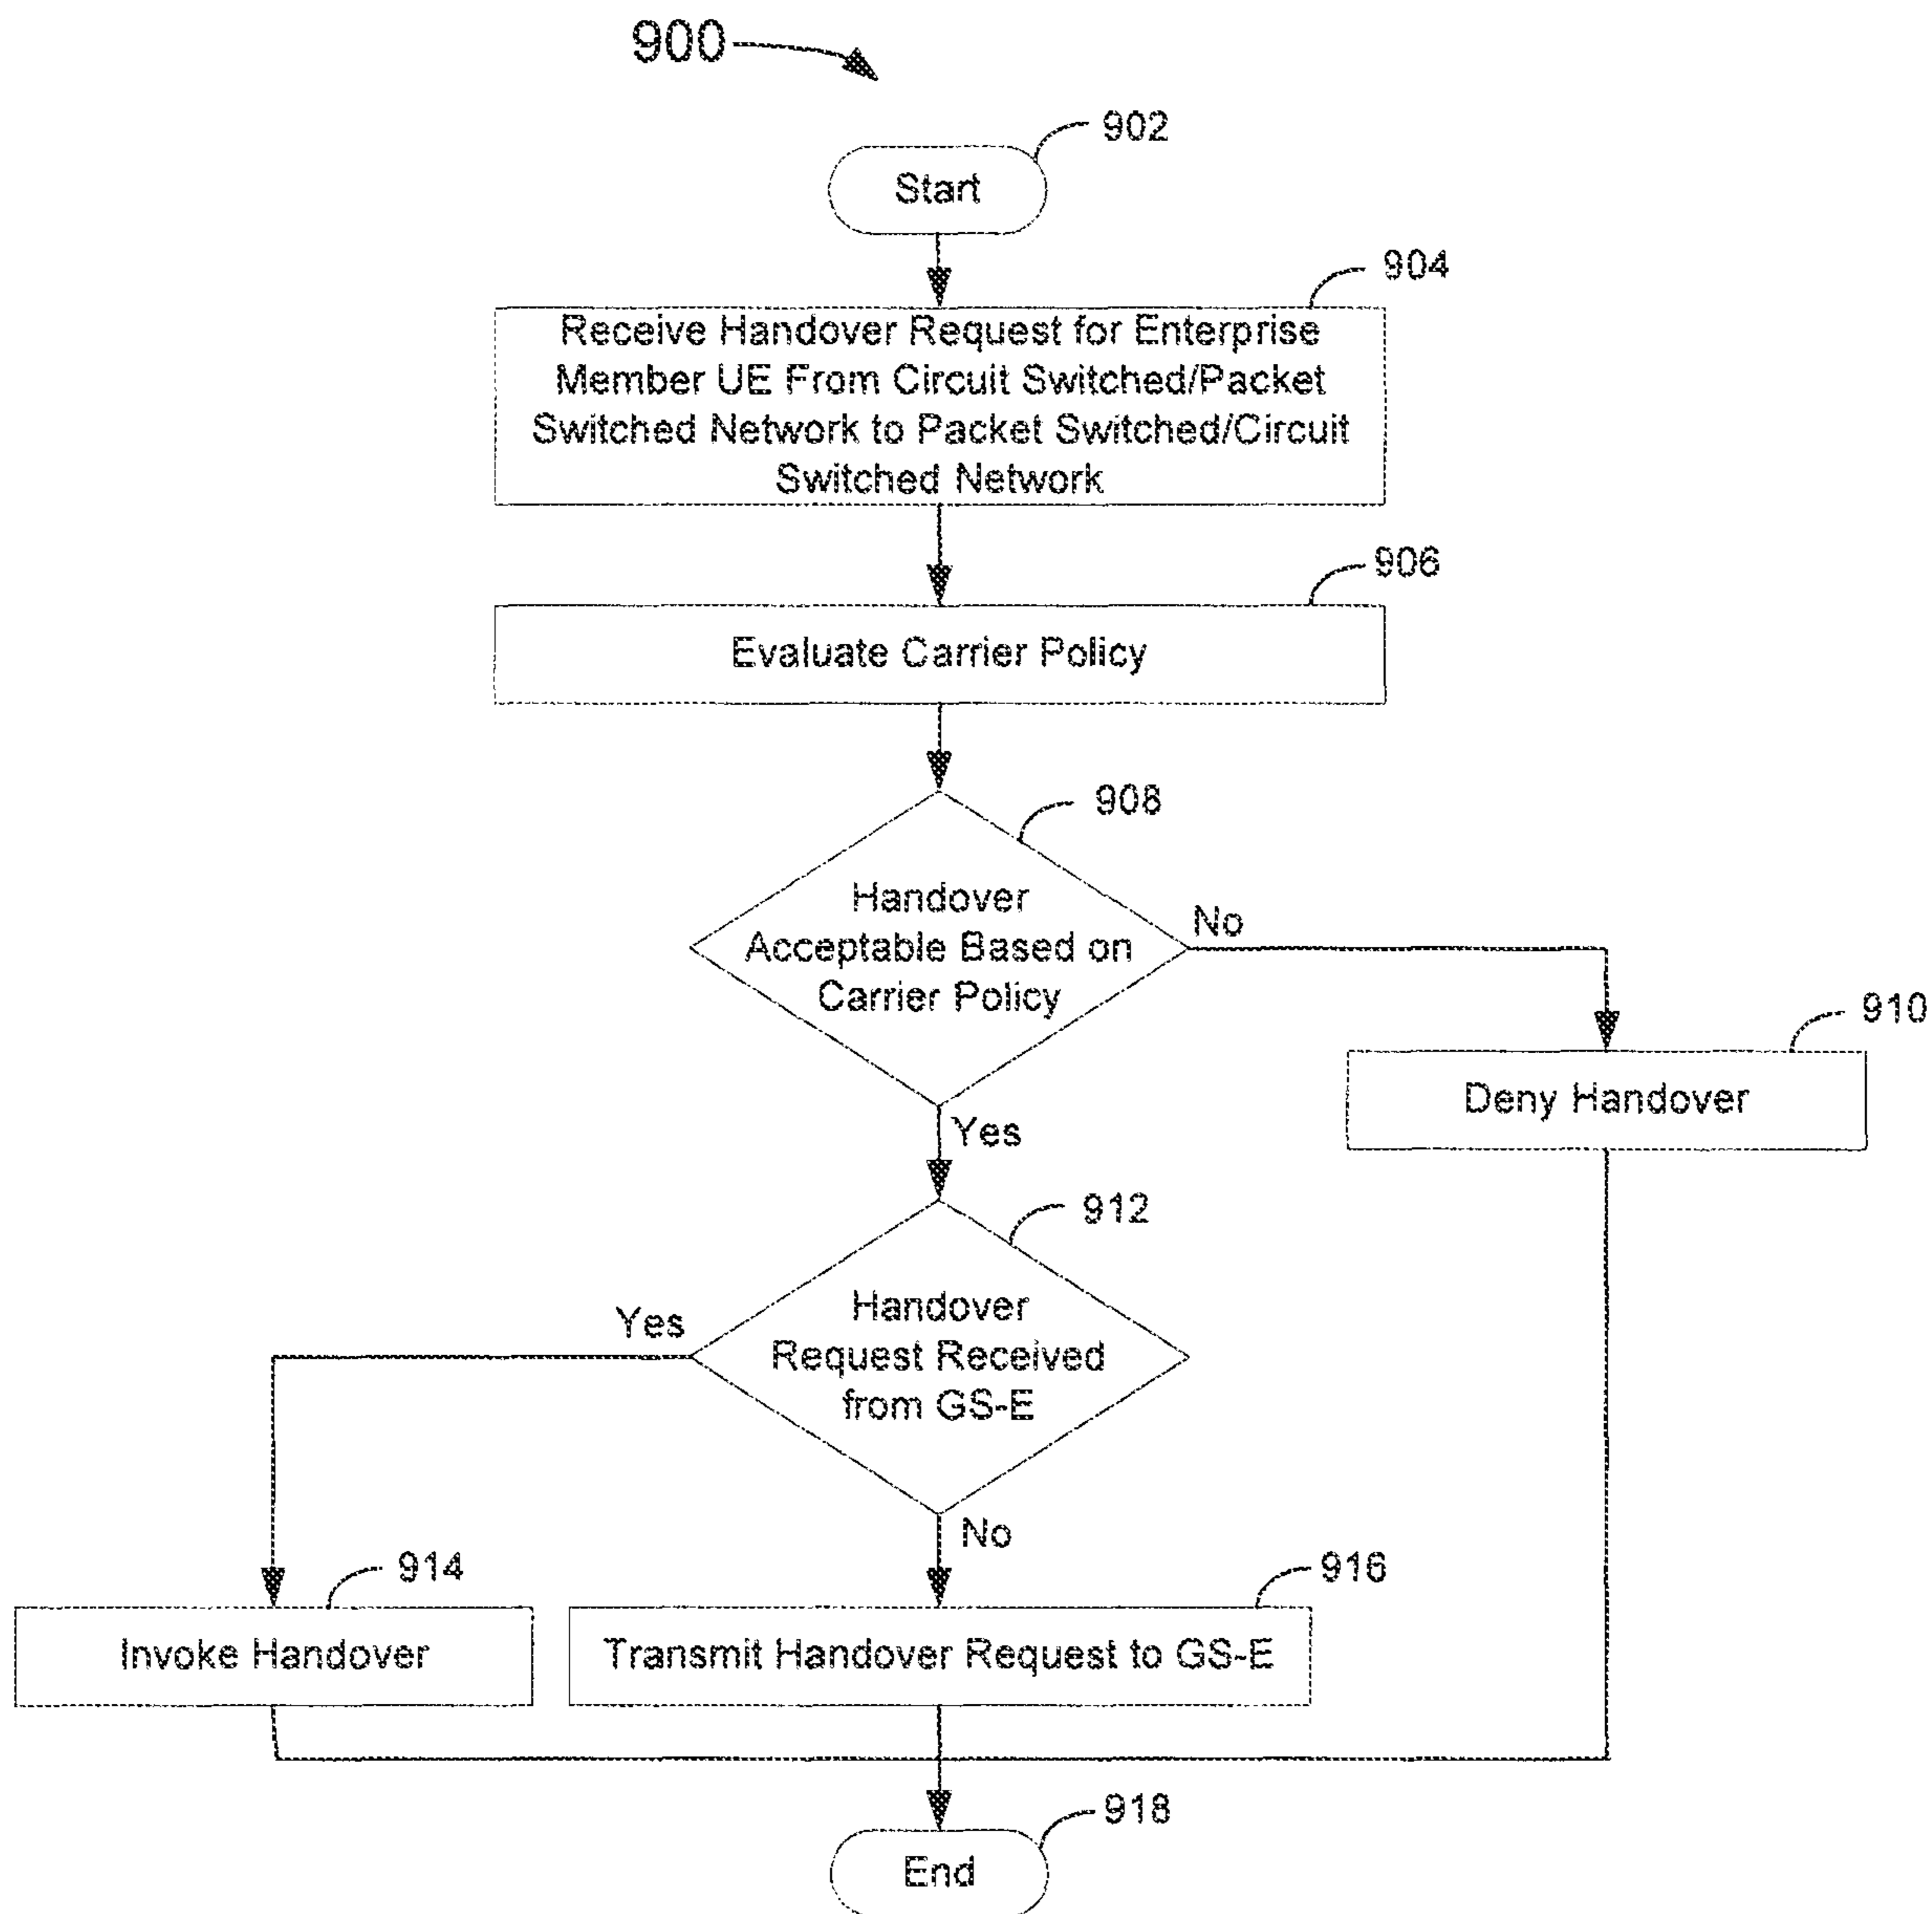 900
902
Start
904
Receive Handover Request for Enterprise
Member UE From Circuit Switched/Packet
Switched Network to Packet Switched/Circuit
Switched Network
906
Evaluate Carrier Policy
908
Handover
Acceptable Based on
Carrier Policy
No
910
Deny Handover
Yes
912
Handover
Request Received
from GS-E
Yes
No
914
Invoke Handover
916
Transmit Handover Request to GS-E
918
End